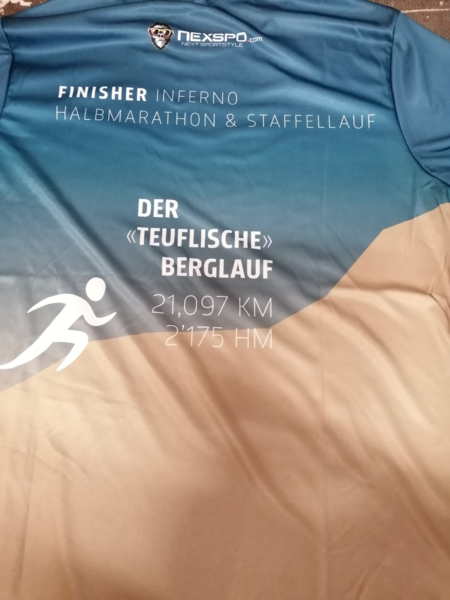 NEXSPO.com
NEXT SPORTSTYLE
FINISHER INFERNO
HALBMARATHON & STAFFELLAUF
DER
«TEUFLISCHE»
BERGLAUF
21,097 KM
2'175 HM